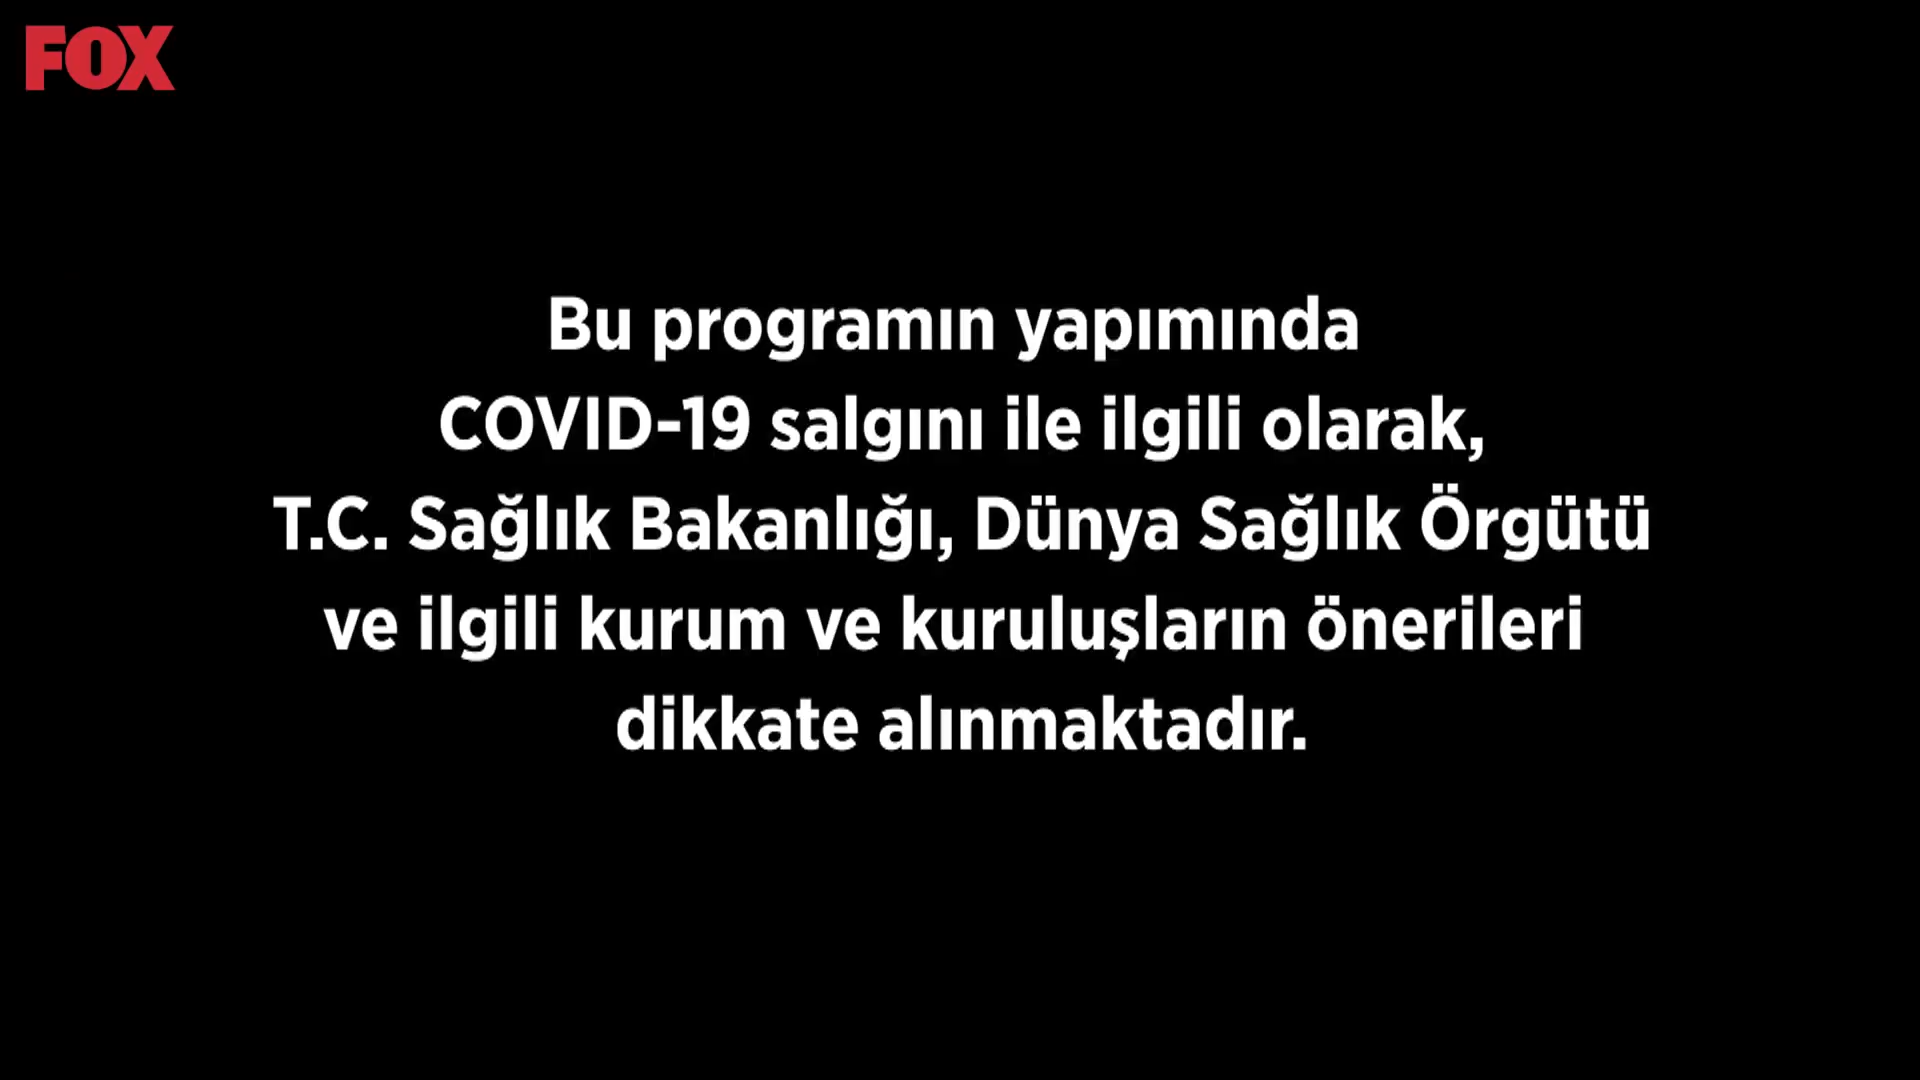 FOX
Bu programın yapımında
COVID-19 salgını ile ilgili olarak,
T.C. Sağlık Bakanlığı, Dünya Sağlık Örgütü
ve ilgili kurum ve kuruluşların önerileri
dikkate alınmaktadır.